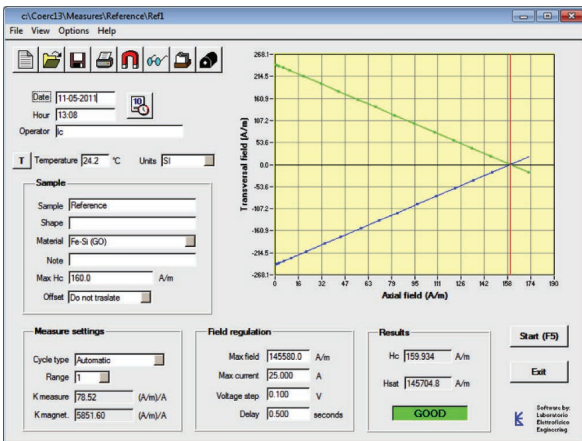 c:\Coerc13\Measures\Reference\Ref1
File View Options Help
Date 11-05-2011
Hour 13:08
Operator lc
10
T Temperature 24.2 °C Units SI
Sample
Sample Reference
Shape
Material Fe-Si (GO)
Note
Max Hc 160.0 A/m
Offset Do not traslate
Transversal field (A/m)
268.1
214.5
160.9
107.2
53.6
0.0
-53.6
-107.2
-160.9
-214.5
-268.1
0 16 32 47 63 79 95 111 127 142 158 174 190
Axial field (A/m)
Measure settings
Cycle type Automatic
Range 1
K measure 78.52 (A/m)/A
K magnet. 5851.60 (A/m)/A
Field regulation
Max field 145580.0 A/m
Max current 25.000 A
Voltage step 0.100 V
Delay 0.500 seconds
Results
Hc 159.934 A/m
Hsat 145704.8 A/m
GOOD
Start (F5)
Exit
Software by:
Laboratorio
Elettrofisico
Engineering